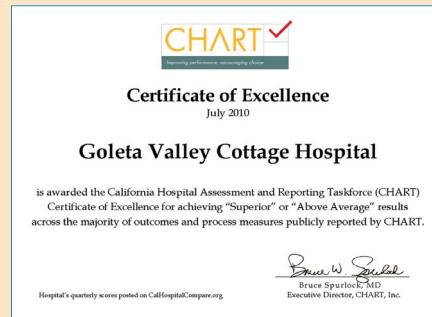 CHART
Improving performance, encouraging choice
Certificate of Excellence
July 2010
Goleta Valley Cottage Hospital
is awarded the California Hospital Assessment and Reporting Taskforce (CHART)
Certificate of Excellence for achieving “Superior” or “Above Average” results
across the majority of outcomes and process measures publicly reported by CHART.
Bruce W. Spurlock
Bruce Spurlock, MD
Hospital's quarterly scores posted on CalHospitalCompare.org
Executive Director, CHART, Inc.